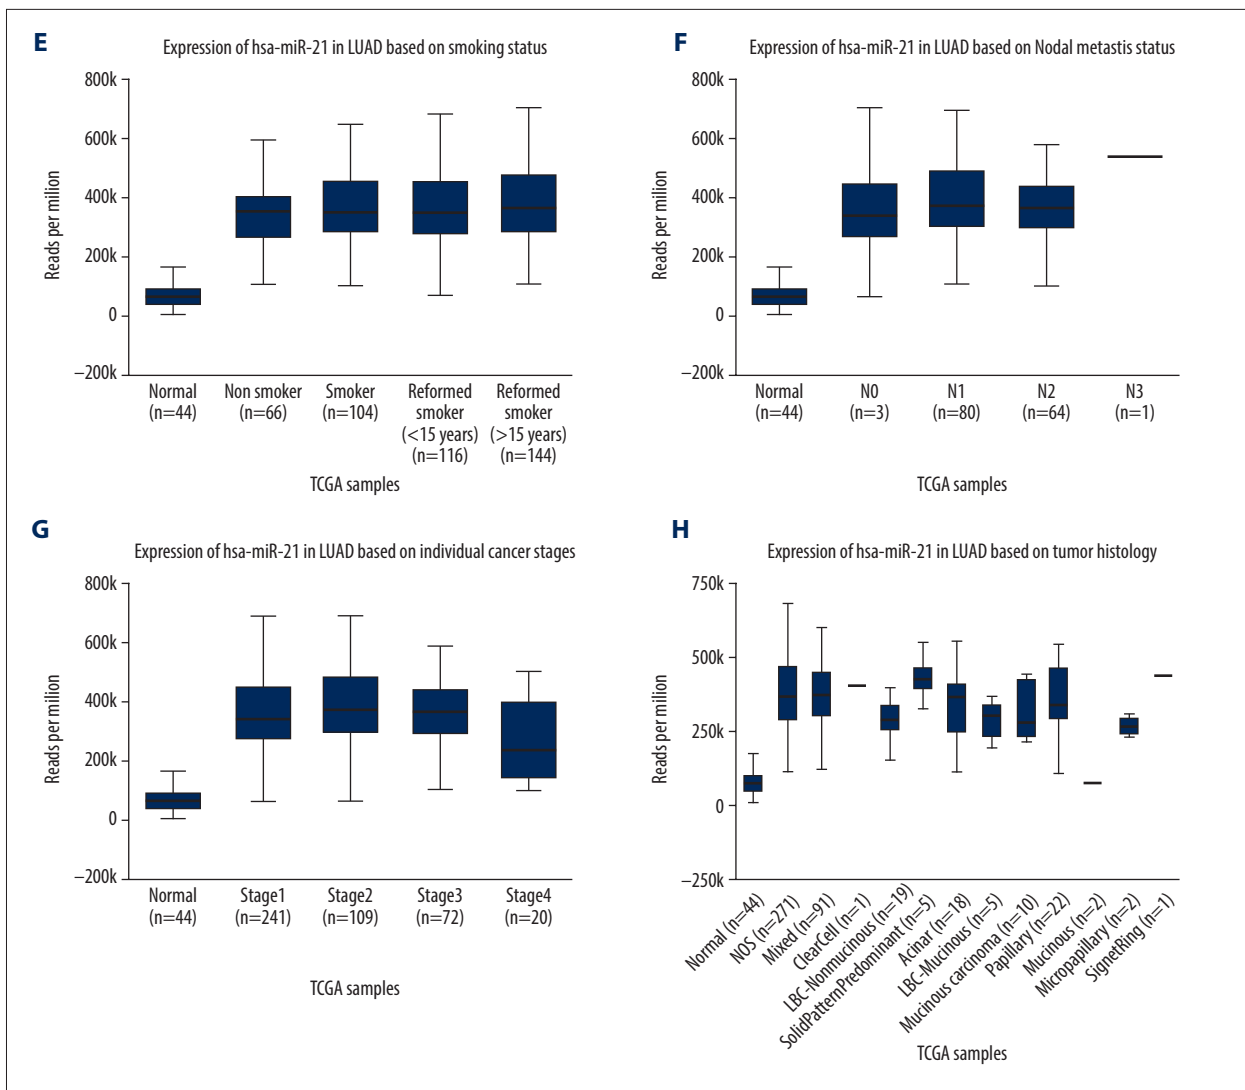 E
Expression of hsa-miR-21 in LUAD based on smoking status
Reads per milion
800k
600k
400k
200k
0
–200k
Normal
(n=44)
Non smoker
(n=66)
Smoker
(n=104)
Reformed
smoker
(<15 years)
(n=116)
Reformed
smoker
(>15 years)
(n=144)
TCGA samples
F
Expression of hsa-miR-21 in LUAD based on Nodal metastis status
Reads per milion
800k
600k
400k
200k
0
–200k
Normal
(n=44)
N0
(n=3)
N1
(n=80)
N2
(n=64)
N3
(n=1)
TCGA samples
G
Expression of hsa-miR-21 in LUAD based on individual cancer stages
Reads per milion
800k
600k
400k
200k
0
–200k
Normal
(n=44)
Stage1
(n=241)
Stage2
(n=109)
Stage3
(n=72)
Stage4
(n=20)
TCGA samples
H
Expression of hsa-miR-21 in LUAD based on tumor histology
Reads per milion
750k
500k
250k
0
–250k
Normal (n=44)
NOS (n=271)
Mixed (n=91)
ClearCell (n=1)
LBC-Nonmucinous (n=19)
SolidPatternPredominant (n=5)
Acinar (n=18)
LBC-Mucinous (n=5)
Mucinous carcinoma (n=10)
Papillary (n=22)
Mucinous (n=2)
Micropapillary (n=2)
SignetRing (n=1)
TCGA samples